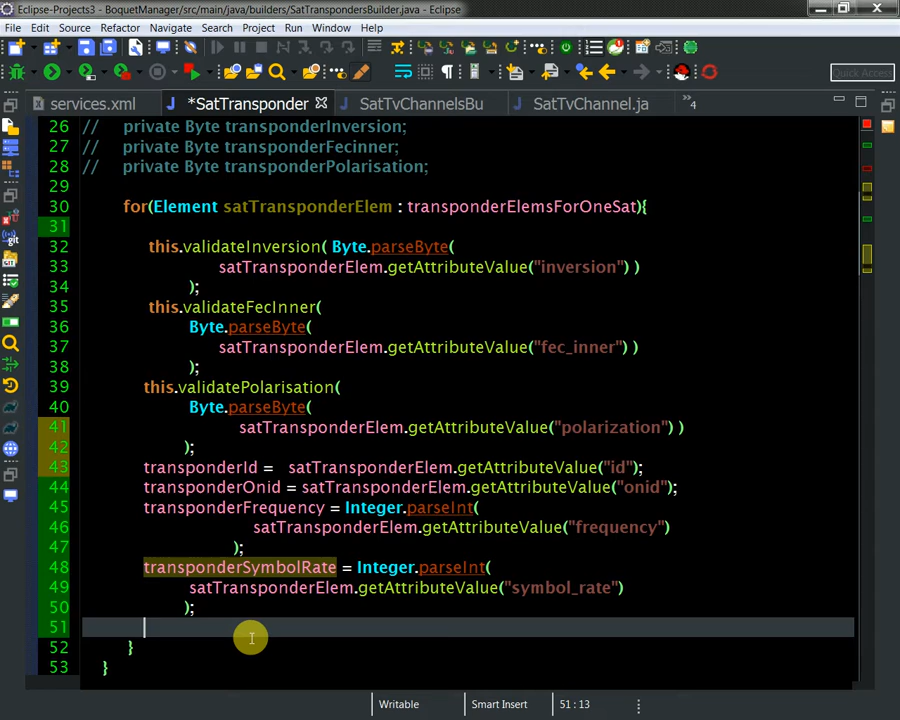 Eclipse-Projects3 - BoquetManager/src/main/java/builders/SatTranspondersBuilder.java - Eclipse
File Edit Source Refactor Navigate Search Project Run Window Help
Quick Access
services.xml *SatTransponder SatTvChannelsBu SatTvChannel.ja »4
26 // private Byte transponderInversion;
27 // private Byte transponderFecinner;
28 // private Byte transponderPolarisation;
29
30 for(Element satTransponderElem : transponderElemsForOneSat){
31
32 this.validateInversion( Byte.parseByte(
33 satTransponderElem.getAttributeValue("inversion") )
34 );
35 this.validateFecInner(
36 Byte.parseByte(
37 satTransponderElem.getAttributeValue("fec_inner") )
38 );
39 this.validatePolarisation(
40 Byte.parseByte(
41 satTransponderElem.getAttributeValue("polarization") )
42 );
43 transponderId = satTransponderElem.getAttributeValue("id");
44 transponderOnid = satTransponderElem.getAttributeValue("onid");
45 transponderFrequency = Integer.parseInt(
46 satTransponderElem.getAttributeValue("frequency")
47 );
48 transponderSymbolRate = Integer.parseInt(
49 satTransponderElem.getAttributeValue("symbol_rate")
50 );
51
52 }
53 }
Writable Smart Insert 51 : 13